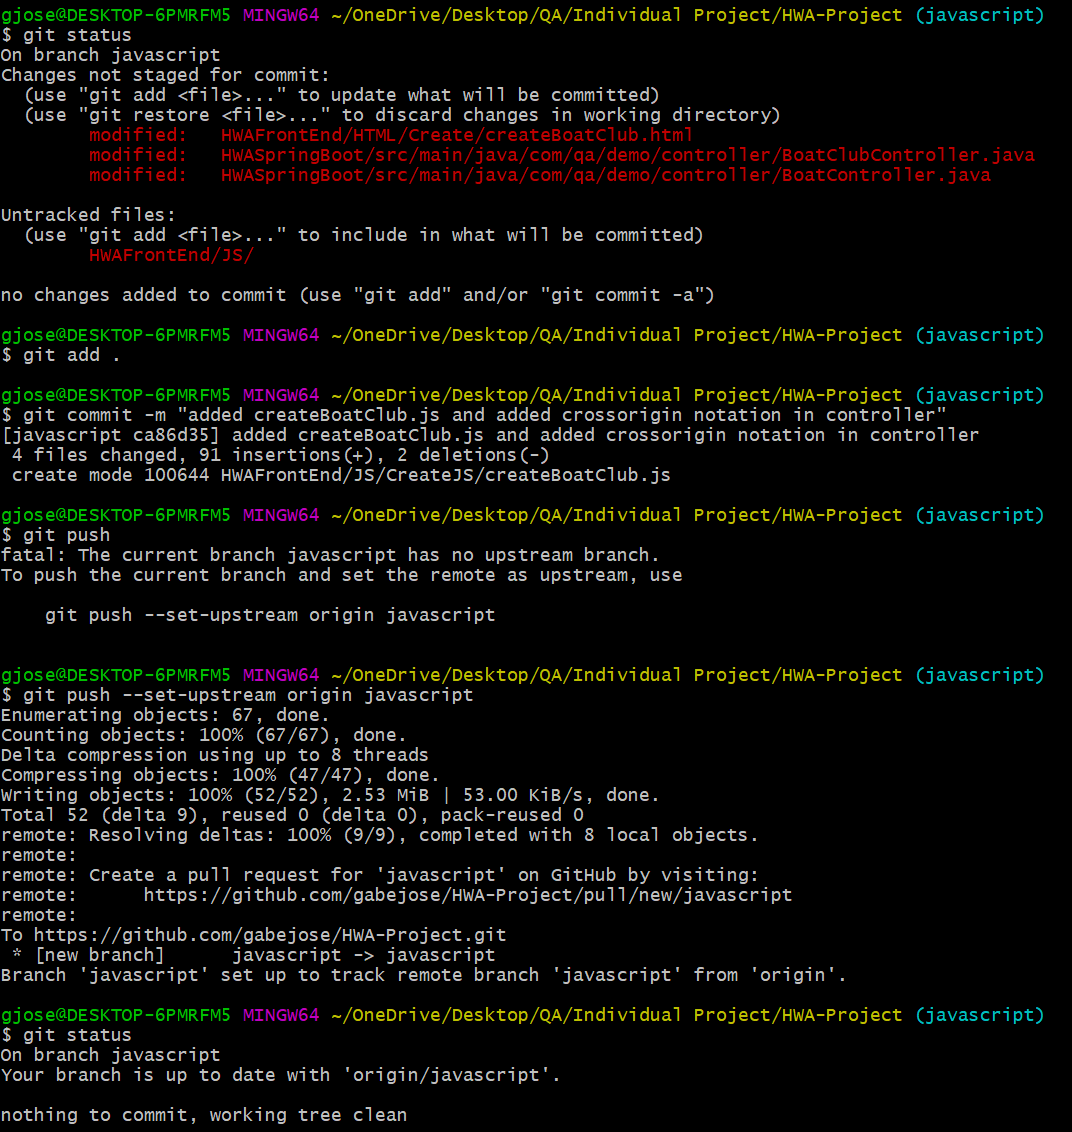 gjose@DESKTOP-6PMRFM5 MINGW64 ~/OneDrive/Desktop/QA/Individual Project/HWA-Project (javascript)
$ git status
On branch javascript
Changes not staged for commit:
  (use "git add <file>..." to update what will be committed)
  (use "git restore <file>..." to discard changes in working directory)
        modified:   HWAFrontEnd/HTML/Create/createBoatClub.html
        modified:   HWASpringBoot/src/main/java/com/qa/demo/controller/BoatClubController.java
        modified:   HWASpringBoot/src/main/java/com/qa/demo/controller/BoatController.java

Untracked files:
  (use "git add <file>..." to include in what will be committed)
        HWAFrontEnd/JS/

no changes added to commit (use "git add" and/or "git commit -a")

gjose@DESKTOP-6PMRFM5 MINGW64 ~/OneDrive/Desktop/QA/Individual Project/HWA-Project (javascript)
$ git add .

gjose@DESKTOP-6PMRFM5 MINGW64 ~/OneDrive/Desktop/QA/Individual Project/HWA-Project (javascript)
$ git commit -m "added createBoatClub.js and added crossorigin notation in controller"
[javascript ca86d35] added createBoatClub.js and added crossorigin notation in controller
 4 files changed, 91 insertions(+), 2 deletions(-)
 create mode 100644 HWAFrontEnd/JS/CreateJS/createBoatClub.js

gjose@DESKTOP-6PMRFM5 MINGW64 ~/OneDrive/Desktop/QA/Individual Project/HWA-Project (javascript)
$ git push
fatal: The current branch javascript has no upstream branch.
To push the current branch and set the remote as upstream, use

    git push --set-upstream origin javascript


gjose@DESKTOP-6PMRFM5 MINGW64 ~/OneDrive/Desktop/QA/Individual Project/HWA-Project (javascript)
$ git push --set-upstream origin javascript
Enumerating objects: 67, done.
Counting objects: 100% (67/67), done.
Delta compression using up to 8 threads
Compressing objects: 100% (47/47), done.
Writing objects: 100% (52/52), 2.53 MiB | 53.00 KiB/s, done.
Total 52 (delta 9), reused 0 (delta 0), pack-reused 0
remote: Resolving deltas: 100% (9/9), completed with 8 local objects.
remote:
remote: Create a pull request for 'javascript' on GitHub by visiting:
remote:      https://github.com/gabejose/HWA-Project/pull/new/javascript
remote:
To https://github.com/gabejose/HWA-Project.git
 * [new branch]      javascript -> javascript
Branch 'javascript' set up to track remote branch 'javascript' from 'origin'.

gjose@DESKTOP-6PMRFM5 MINGW64 ~/OneDrive/Desktop/QA/Individual Project/HWA-Project (javascript)
$ git status
On branch javascript
Your branch is up to date with 'origin/javascript'.

nothing to commit, working tree clean